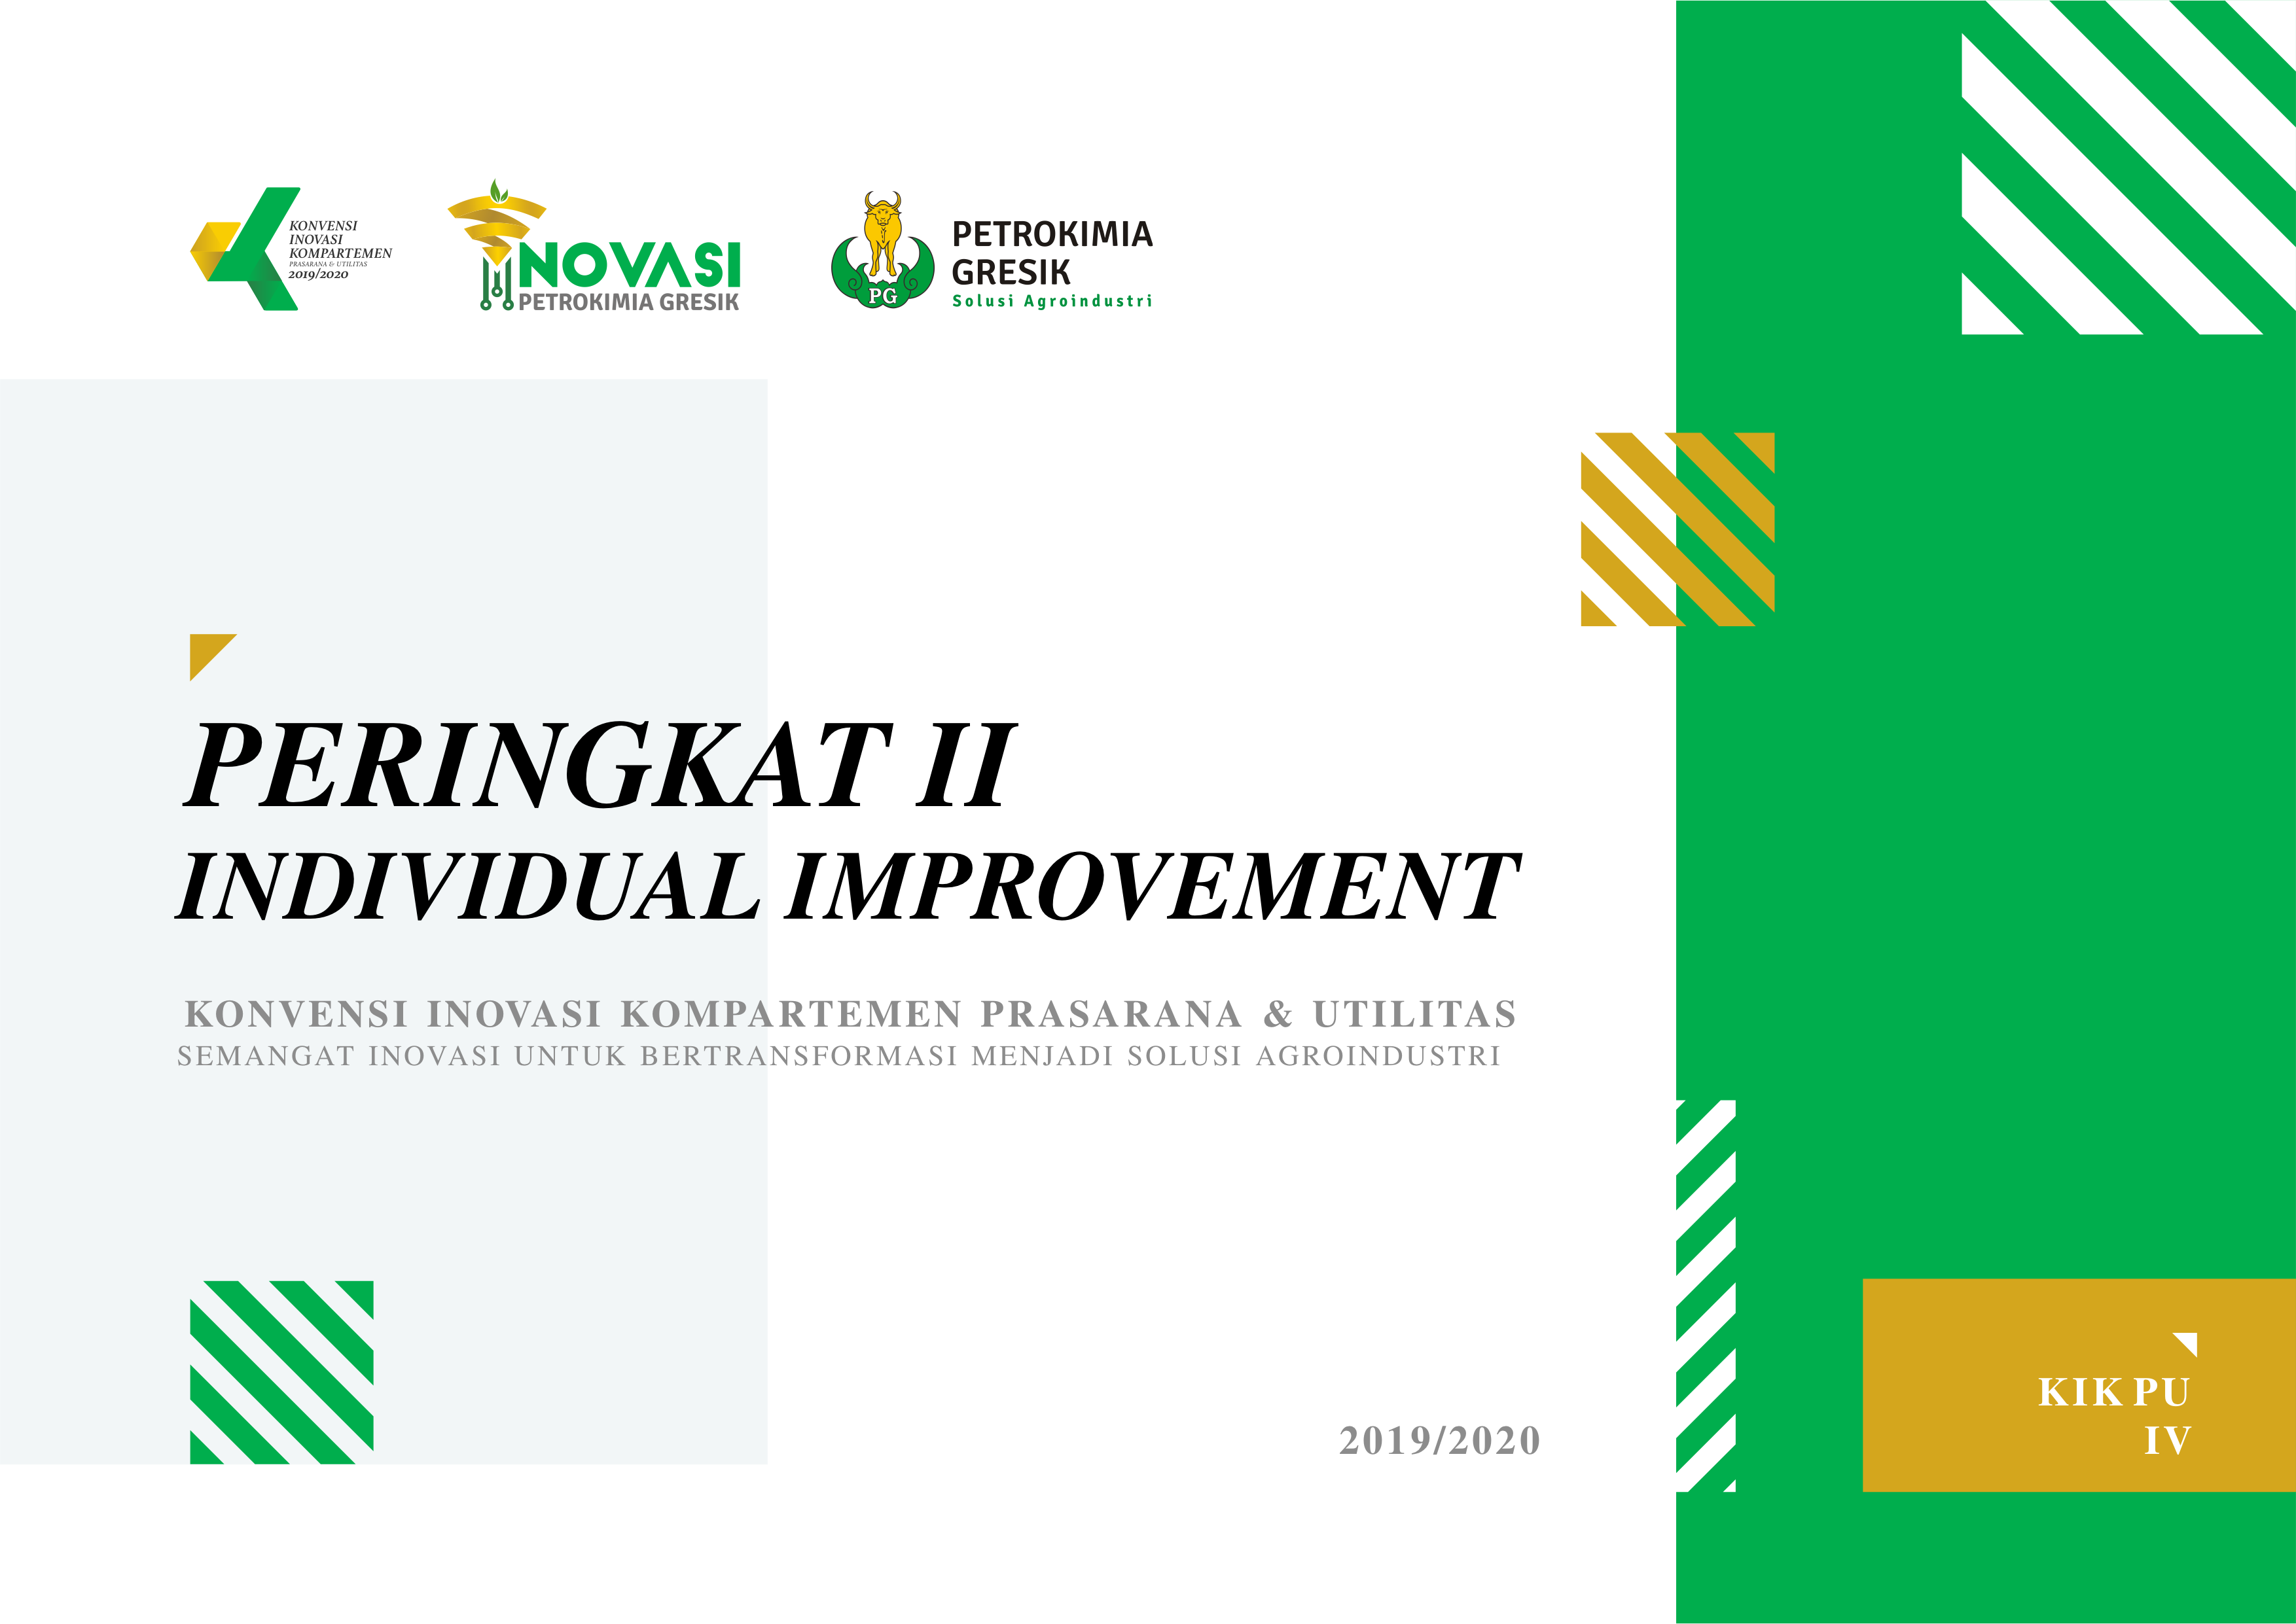 KONVENSI
INOVASI
KOMPARTEMEN
PRASARANA & UTILITAS
2019/2020
INOVASI
PETROKIMIA GRESIK
PG
PETROKIMIA
GRESIK
Solusi Agroindustri
PERINGKAT II
INDIVIDUAL IMPROVEMENT
KONVENSI INOVASI KOMPARTEMEN PRASARANA & UTILITAS
SEMANGAT INOVASI UNTUK BERTRANSFORMASI MENJADI SOLUSI AGROINDUSTRI
2019/2020
KIK PU
IV